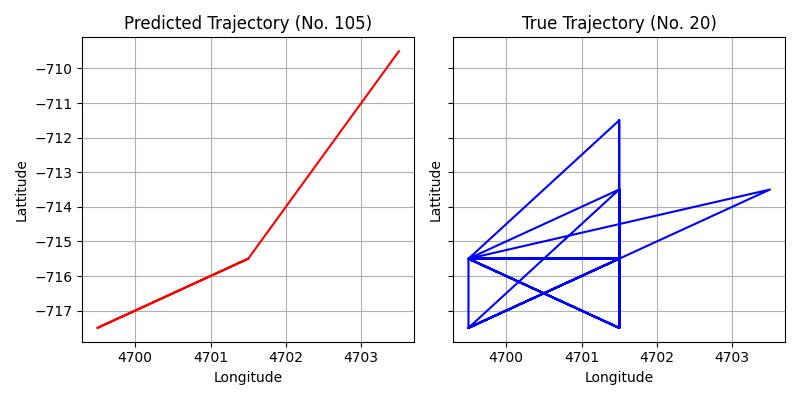 Predicted Trajectory (No. 105)
True Trajectory (No. 20)
−710
−711
−712
−713
−714
−715
−716
−717
Lattitude
Lattitude
4700 4701 4702 4703
4700 4701 4702 4703
Longitude
Longitude